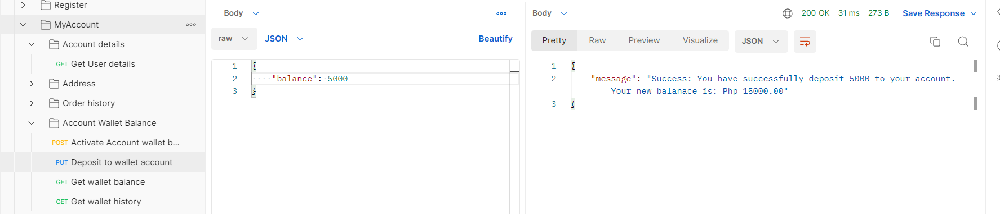 Register
MyAccount
Account details
GET Get User details
Address
Order history
Account Wallet Balance
POST Activate Account wallet b...
PUT Deposit to wallet account
GET Get wallet balance
GET Get wallet history
Body
raw JSON Beautify
1 {
2 "balance": 5000
3 }
Body 200 OK 31 ms 273 B Save Response
Pretty Raw Preview Visualize JSON
1 {
2 "message": "Success: You have successfully deposit 5000 to your account.
Your new balanace is: Php 15000.00"
3 }